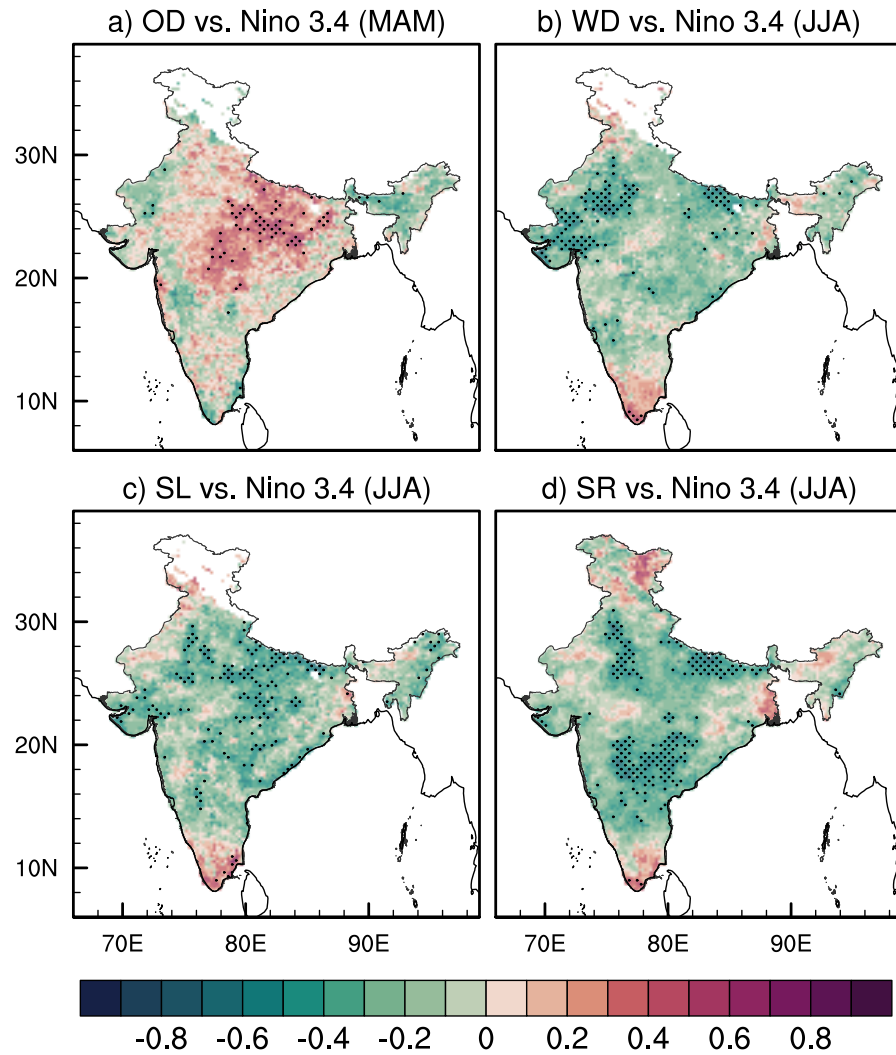 a) OD vs. Nino 3.4 (MAM)
b) WD vs. Nino 3.4 (JJA)
30N
20N
10N
c) SL vs. Nino 3.4 (JJA)
d) SR vs. Nino 3.4 (JJA)
30N
20N
10N
70E 80E 90E 70E 80E 90E
-0.8 -0.6 -0.4 -0.2 0 0.2 0.4 0.6 0.8